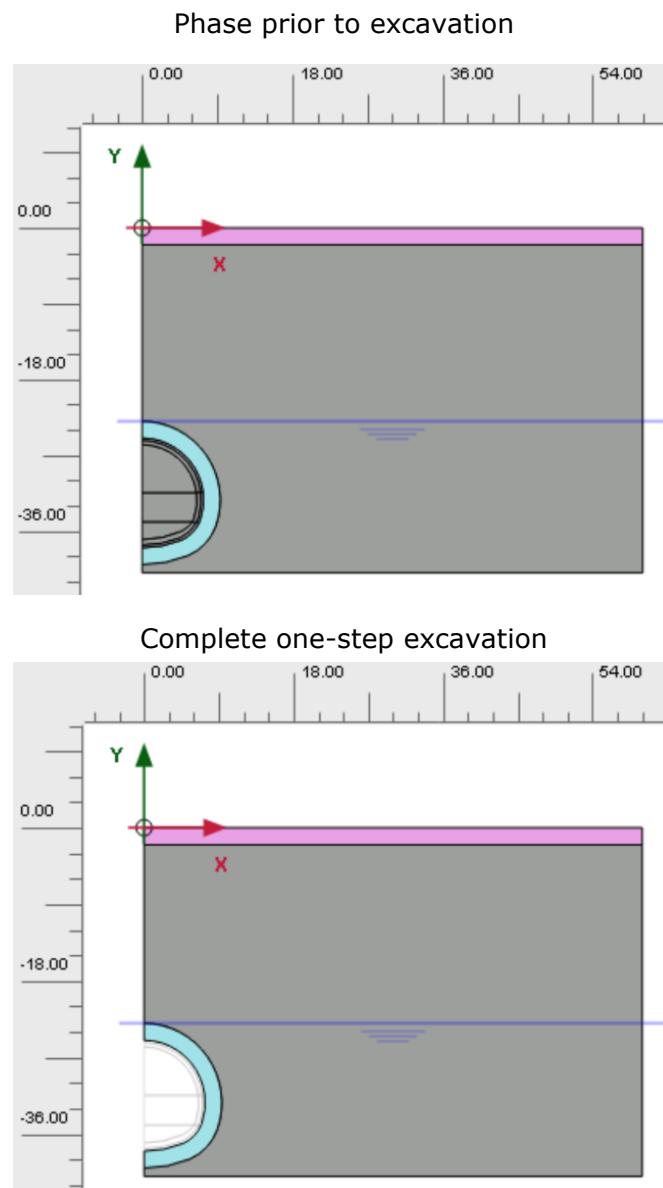 Phase prior to excavation
0.00 18.00 36.00 54.00
Y
0.00
X
-18.00
-36.00
Complete one-step excavation
0.00 18.00 36.00 54.00
Y
0.00
X
-18.00
-36.00